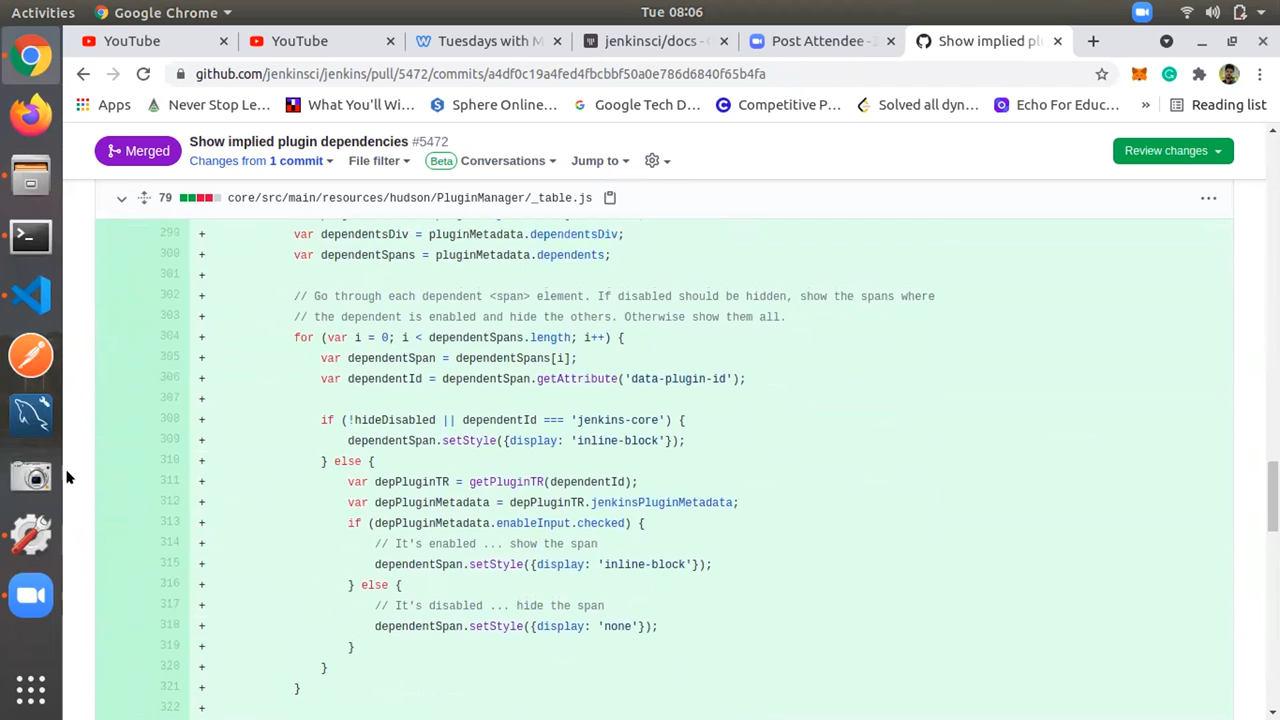 Activities
Google Chrome
Tue 08:06
YouTube
YouTube
Tuesdays with M
jenkinsci/docs -
Post Attendee -
Show implied pl
github.com/jenkinsci/jenkins/pull/5472/commits/a4df0c19a4fed4fbcbbf50a0e786d6840f65b4fa
Apps
Never Stop Le...
What You'll Wi...
Sphere Online...
Google Tech D...
Competitive P...
Solved all dyn...
Echo For Educ...
»
Reading list
Merged
Show implied plugin dependencies #5472
Changes from 1 commit
File filter
Beta
Conversations
Jump to
Review changes
79 core/src/main/resources/hudson/PluginManager/_table.js
299 + var dependentsDiv = pluginMetadata.dependentsDiv;
300 + var dependentSpans = pluginMetadata.dependents;
301 +
302 + // Go through each dependent <span> element. If disabled should be hidden, show the spans where
303 + // the dependent is enabled and hide the others. Otherwise show them all.
304 + for (var i = 0; i < dependentSpans.length; i++) {
305 + var dependentSpan = dependentSpans[i];
306 + var dependentId = dependentSpan.getAttribute('data-plugin-id');
307 +
308 + if (!hideDisabled || dependentId === 'jenkins-core') {
309 + dependentSpan.setStyle({display: 'inline-block'});
310 + } else {
311 + var depPluginTR = getPluginTR(dependentId);
312 + var depPluginMetadata = depPluginTR.jenkinsPluginMetadata;
313 + if (depPluginMetadata.enableInput.checked) {
314 + // It's enabled ... show the span
315 + dependentSpan.setStyle({display: 'inline-block'});
316 + } else {
317 + // It's disabled ... hide the span
318 + dependentSpan.setStyle({display: 'none'});
319 + }
320 + }
321 + }
322 +